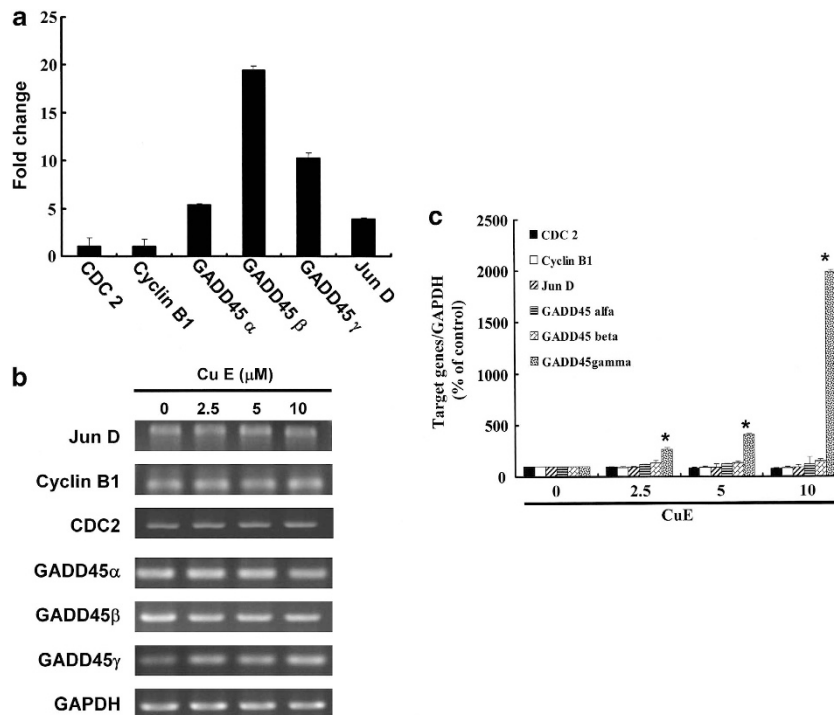 a
25
20
15
10
5
0
Fold change
CDC 2
Cyclin B1
GADD45 α
GADD45 β
GADD45 γ
Jun D
b
Cu E (μM)
0 2.5 5 10
Jun D
Cyclin B1
CDC2
GADD45α
GADD45β
GADD45γ
GAPDH
c
Target genes/GAPDH
(% of control)
2500
2000
1500
1000
500
0
CDC 2
Cyclin B1
Jun D
GADD45 alfa
GADD45 beta
GADD45gamma
*
*
*
0 2.5 5 10
CuE